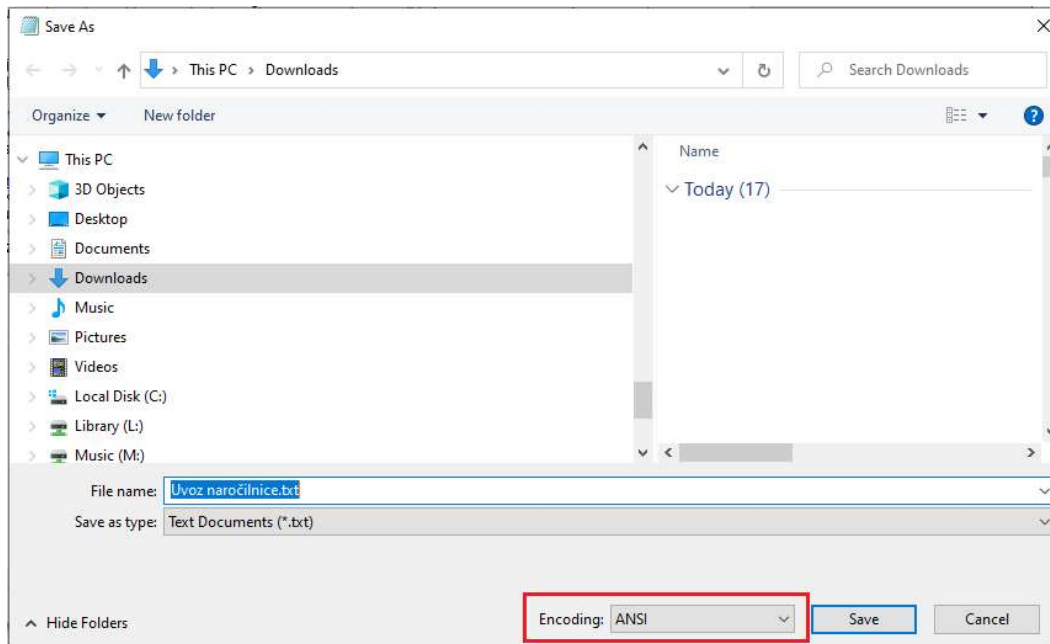 Save As
This PC > Downloads
Search Downloads
Organize
New folder
?
This PC
Name
3D Objects
Today (17)
Desktop
Documents
Downloads
Music
Pictures
Videos
Local Disk (C:)
Library (L:)
Music (M:)
File name: Uvoz naročilnice.txt
Save as type: Text Documents (*.txt)
Hide Folders
Encoding: ANSI
Save
Cancel